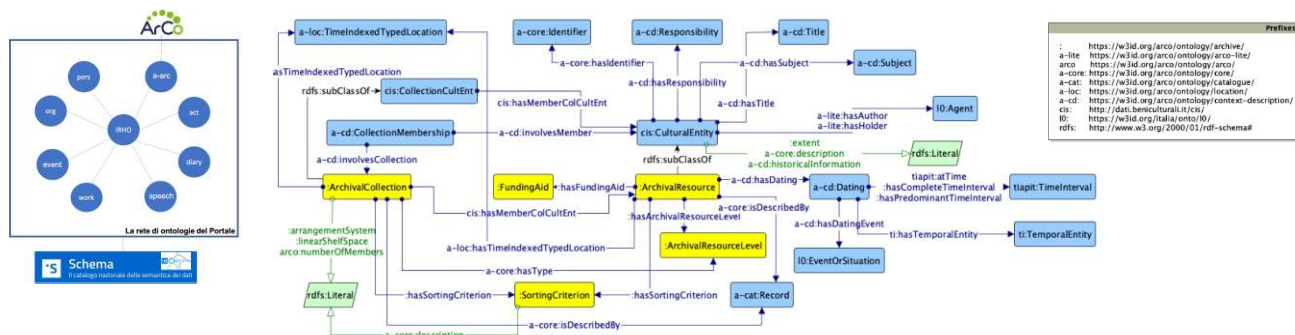 ArCo
pers
a-arc
org
act
iRHO
event
diary
work
speech
La rete di ontologie del Portale
Schema
Il catalogo nazionale della semantica dei dati
a-loc:TimeIndexedTypedLocation
a-core:Identifier
a-cd:Responsibility
a-cd:Title
a-core:hasIdentifier
a-cd:hasResponsibility
a-cd:hasSubject
a-cd:Subject
asTimeIndexedTypedLocation
rdfs:subClassOf
cis:CollectionCultEnt
cis:hasMemberColCultEnt
a-cd:hasTitle
a-lite:hasAuthor
a-lite:hasHolder
l0:Agent
a-cd:CollectionMembership
a-cd:involvesMember
cis:CulturalEntity
:extent
a-core:description
a-cd:historicalInformation
rdfs:Literal
a-cd:involvesCollection
rdfs:subClassOf
:ArchivalCollection
:FundingAid
:hasFundingAid
:ArchivalResource
a-cd:hasDating
a-cd:Dating
tiapit:atTime
:hasCompleteTimeInterval
:hasPredominantTimeInterval
tiapit:TimeInterval
cis:hasMemberColCultEnt
:hasArchivalResourceLevel
a-core:isDescribedBy
a-cd:hasDatingEvent
ti:hasTemporalEntity
ti:TemporalEntity
:arrangementSystem
:linearShelfSpace
arco:numberOfMembers
a-loc:hasTimeIndexedTypedLocation
:ArchivalResourceLevel
l0:EventOrSituation
a-core:hasType
rdfs:Literal
:hasSortingCriterion
:SortingCriterion
:hasSortingCriterion
a-cat:Record
a-core:isDescribedBy
a-core:description
Prefixes
: https://w3id.org/arco/ontology/archive/
a-lite https://w3id.org/arco/ontology/arco-lite/
arco https://w3id.org/arco/ontology/arco/
a-core: https://w3id.org/arco/ontology/core/
a-cat: https://w3id.org/arco/ontology/catalogue/
a-loc: https://w3id.org/arco/ontology/location/
a-cd: https://w3id.org/arco/ontology/context-description/
cis: http://dati.beniculturali.it/cis/
l0: https://w3id.org/italia/onto/l0/
rdfs: http://www.w3.org/2000/01/rdf-schema#